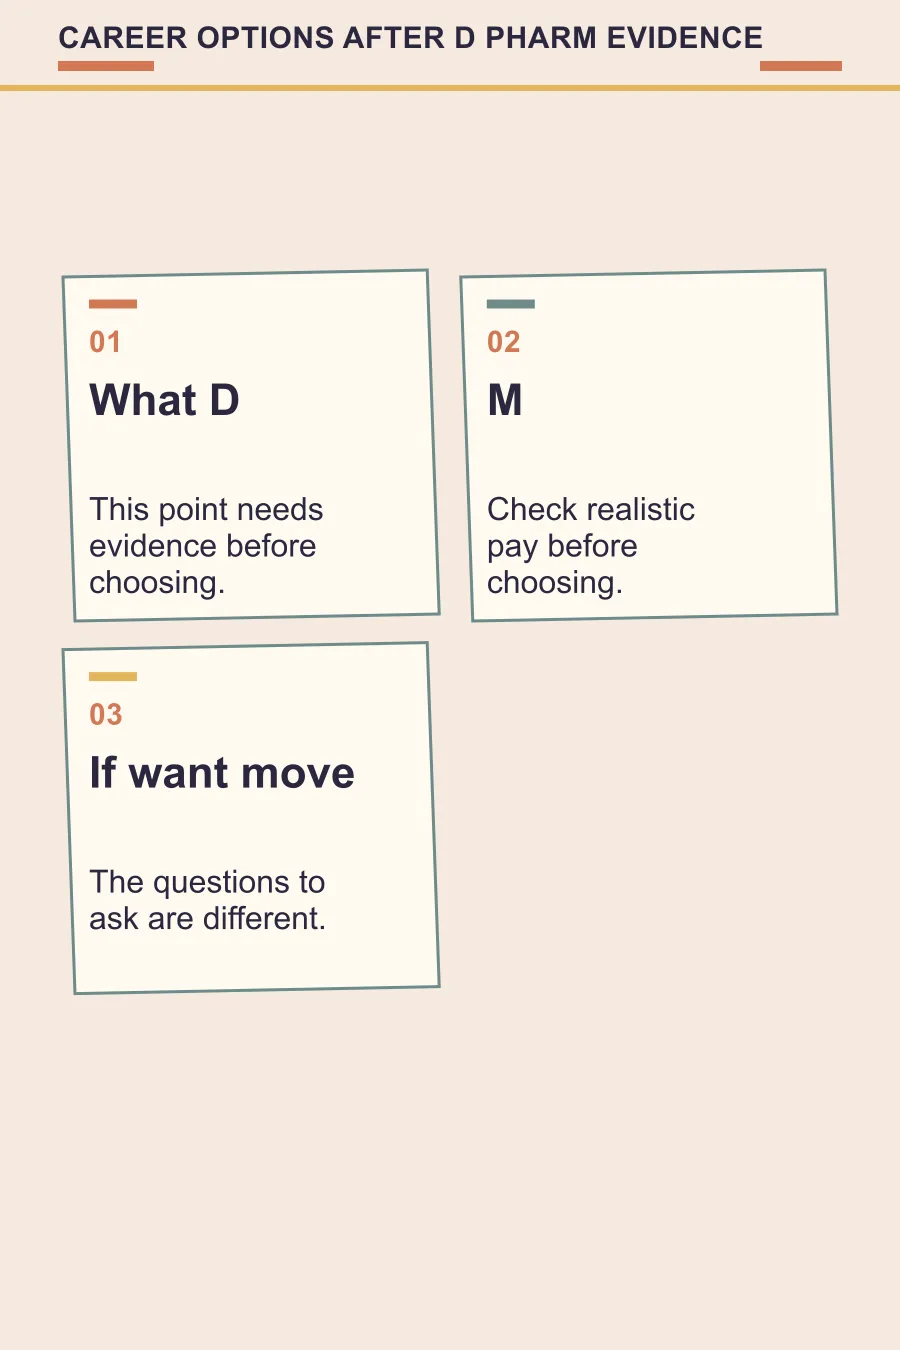 CAREER OPTIONS AFTER D PHARM EVIDENCE
01
What D
This point needs
evidence before
choosing.
02
M
Check realistic
pay before
choosing.
03
If want move
The questions to
ask are different.